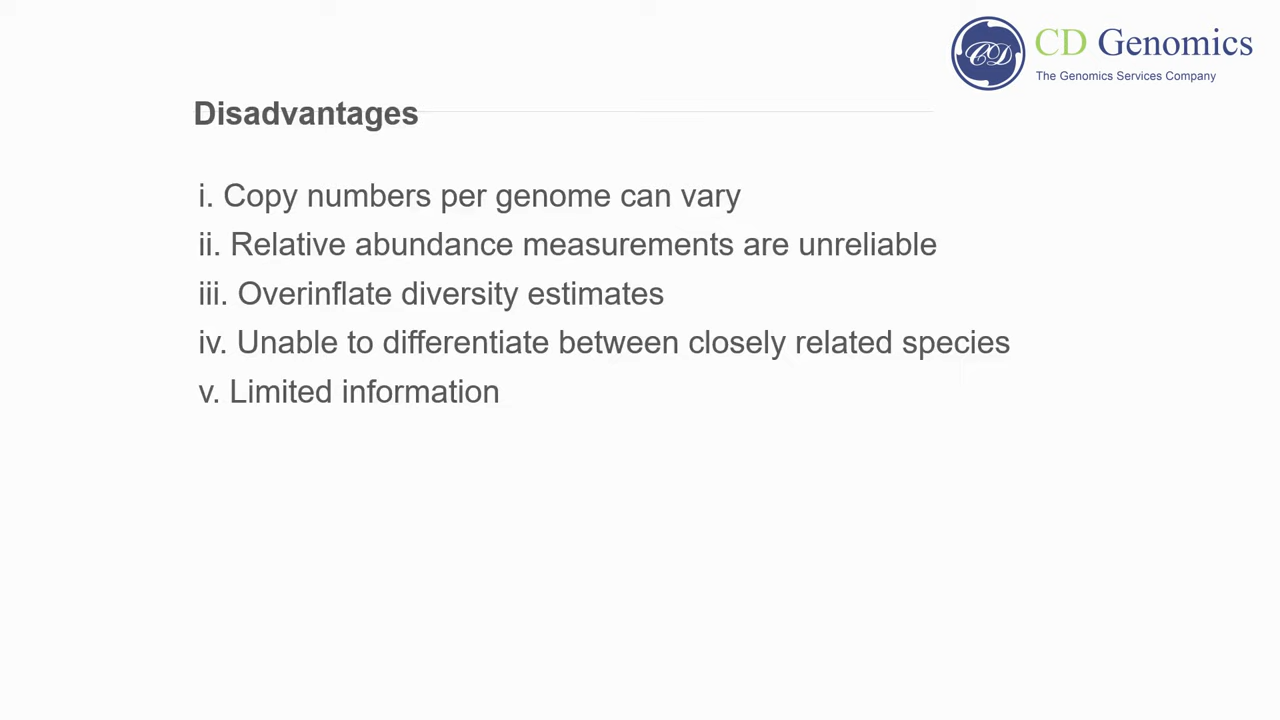 CD Genomics
The Genomics Services Company
Disadvantages
i. Copy numbers per genome can vary
ii. Relative abundance measurements are unreliable
iii. Overinflate diversity estimates
iv. Unable to differentiate between closely related species
v. Limited information